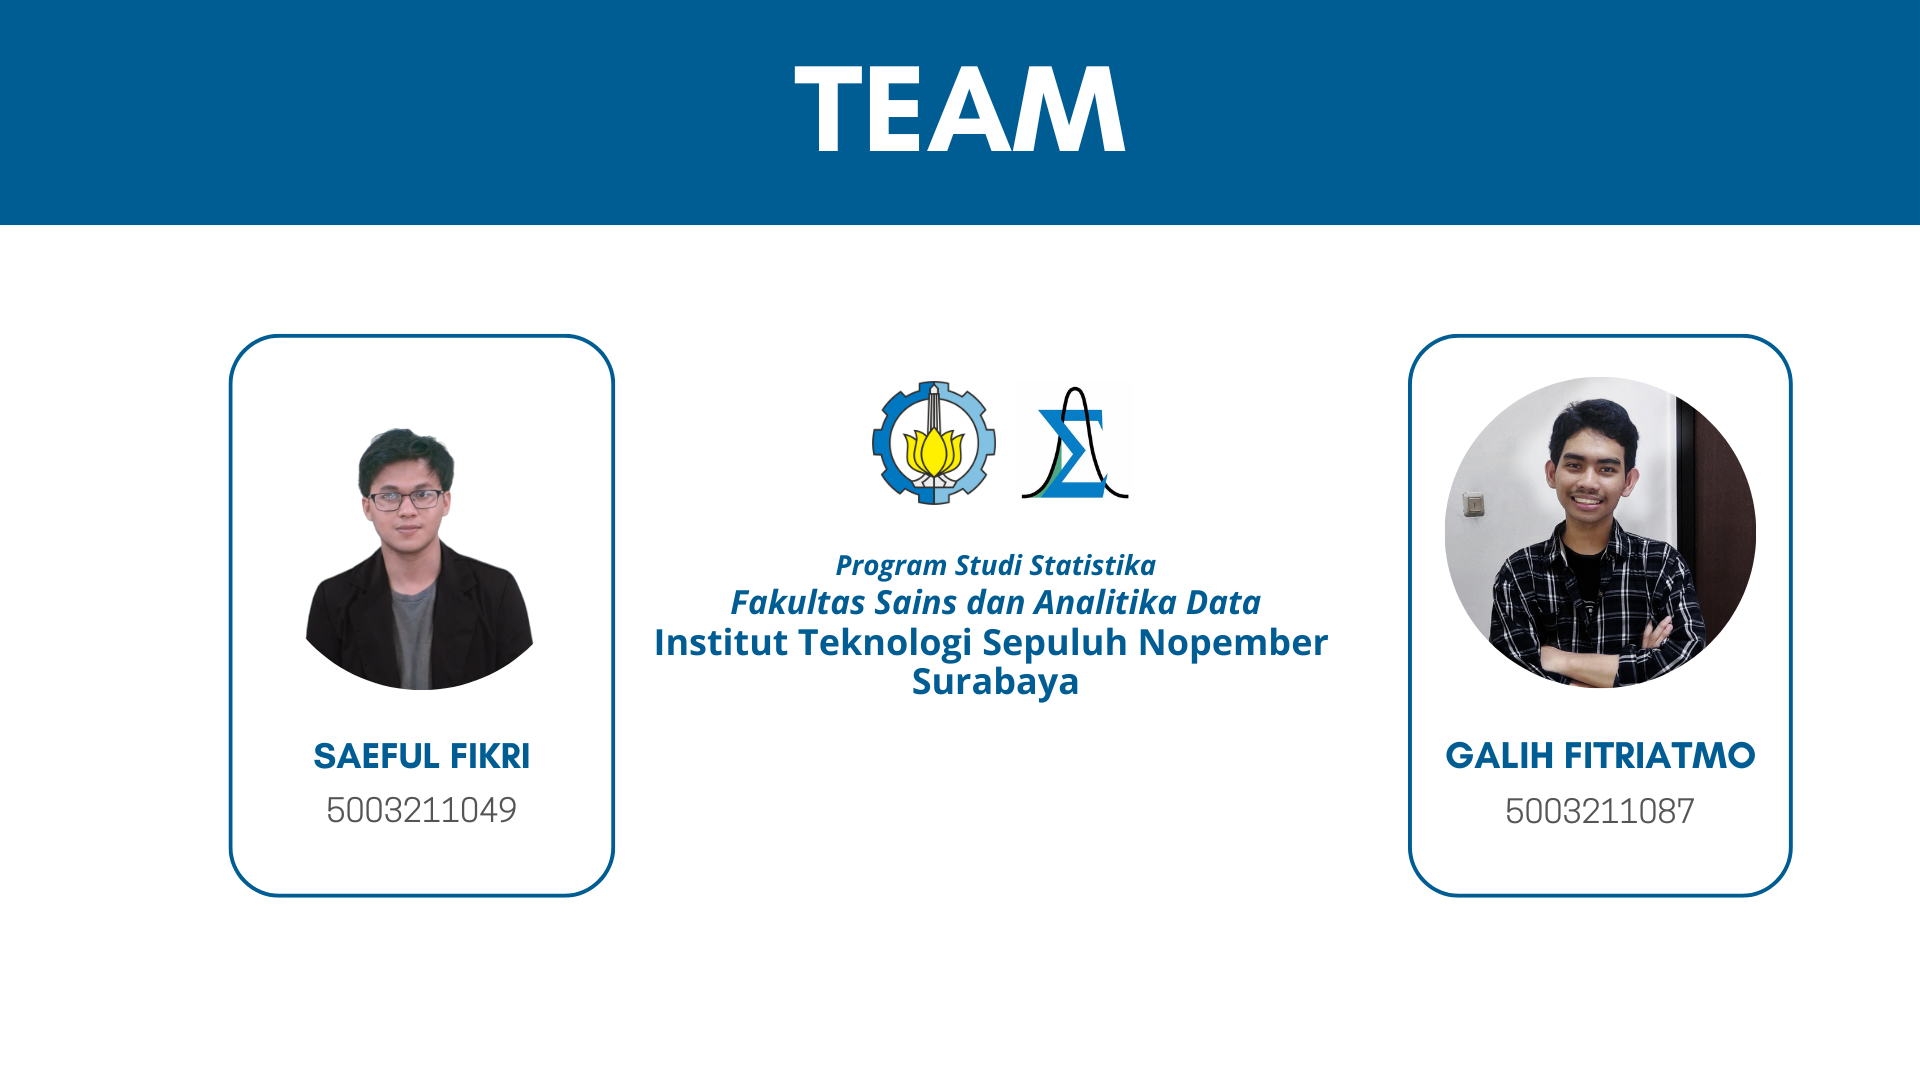 TEAM
Program Studi Statistika
Fakultas Sains dan Analitika Data
Institut Teknologi Sepuluh Nopember
Surabaya
SAEFUL FIKRI
5003211049
GALIH FITRIATMO
5003211087